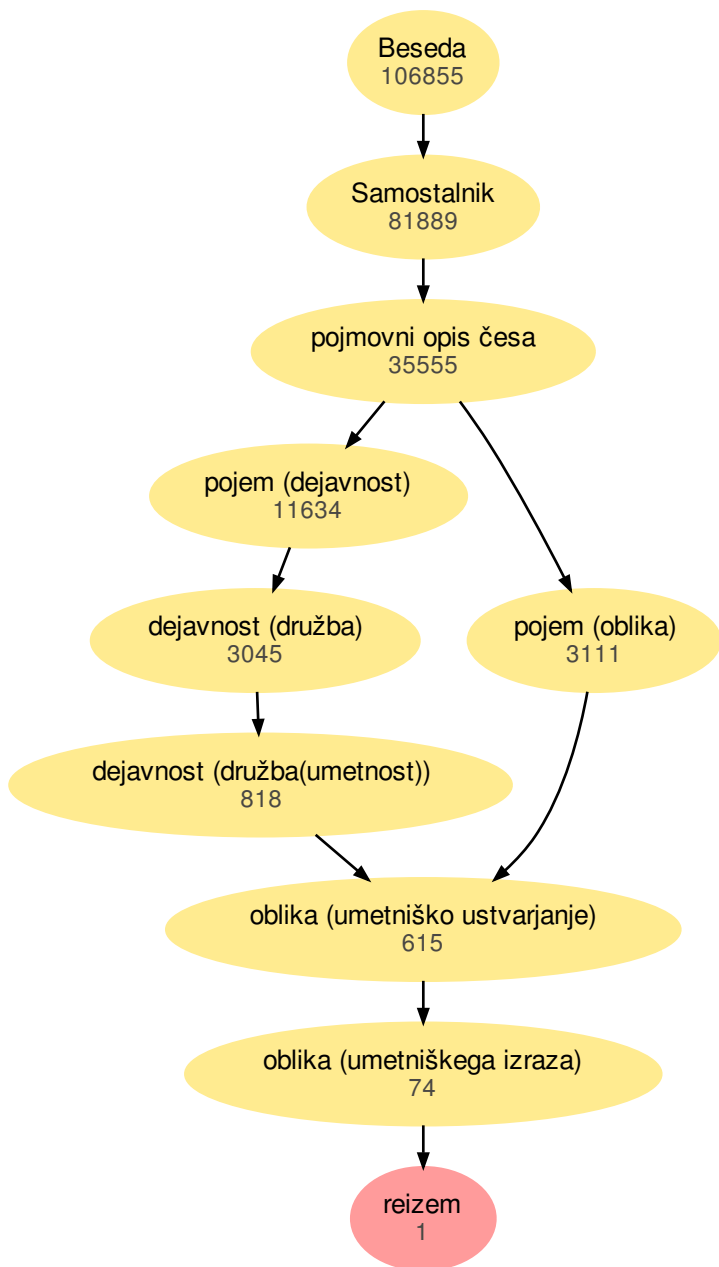 Beseda
106855
Samostalnik
81889
pojmovni opis česa
35555
pojem (dejavnost)
11634
dejavnost (družba)
3045
pojem (oblika)
3111
dejavnost (družba(umetnost))
818
oblika (umetniško ustvarjanje)
615
oblika (umetniškega izraza)
74
reizem
1